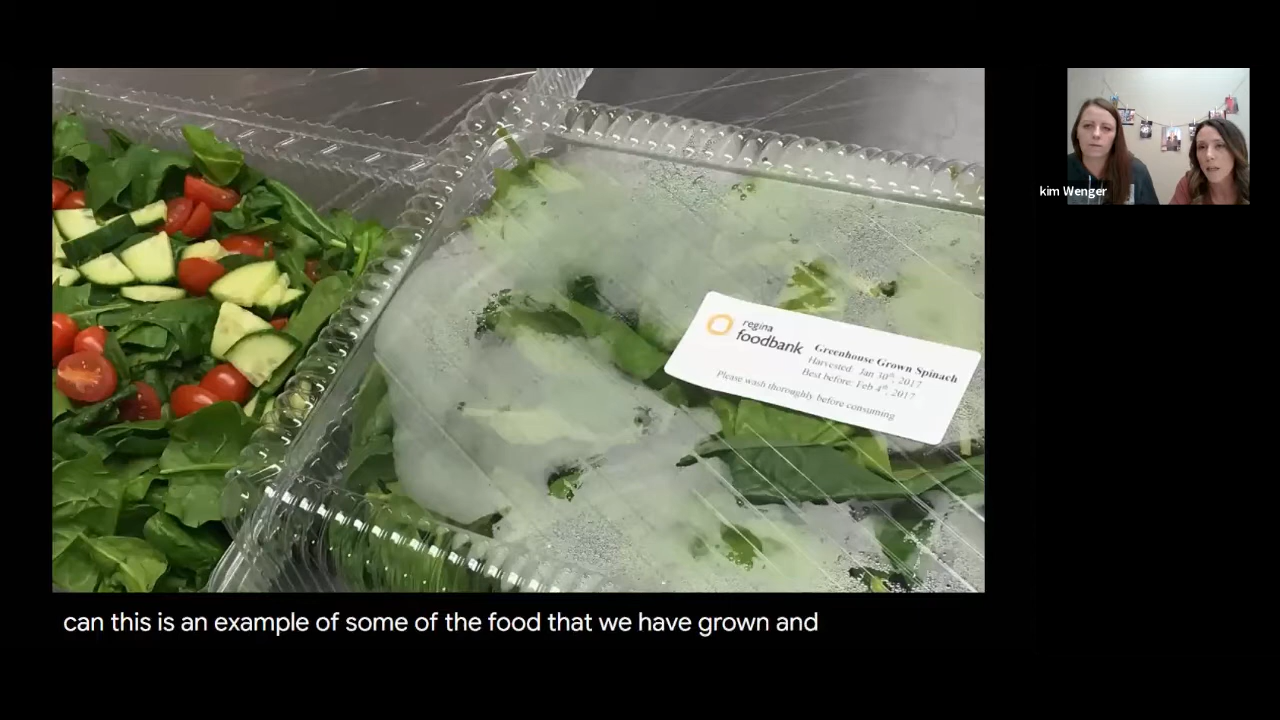 regina
foodbank
Greenhouse Grown Spinach
Harvested: Jan 30th, 2017
Best before: Feb 4th, 2017
Please wash thoroughly before consuming
kim Wenger
can this is an example of some of the food that we have grown and